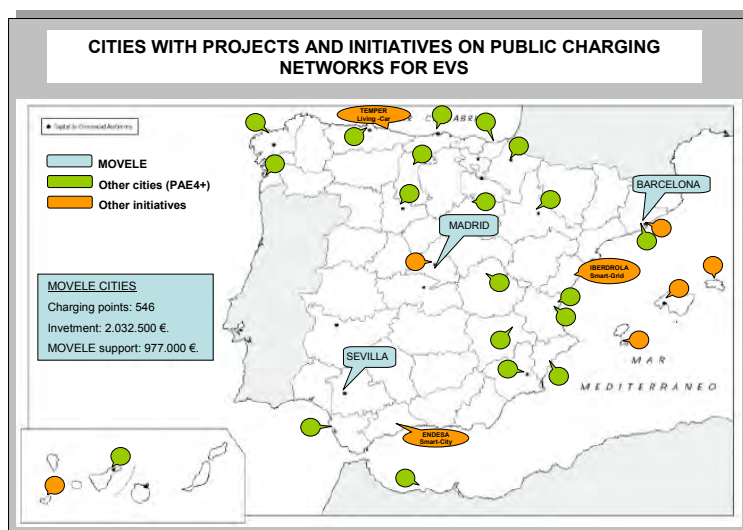 CITIES WITH PROJECTS AND INITIATIVES ON PUBLIC CHARGING
NETWORKS FOR EVS
TEMPER
Living -Car
MOVELE
Other cities (PAE4+)
Other initiatives
BARCELONA
MADRID
IBERDROLA
Smart-Grid
MOVELE CITIES
Charging points: 546
Invetment: 2.032.500 €.
MOVELE support: 977.000 €.
SEVILLA
MAR
MEDITERRANEO
ENDESA
Smart-City